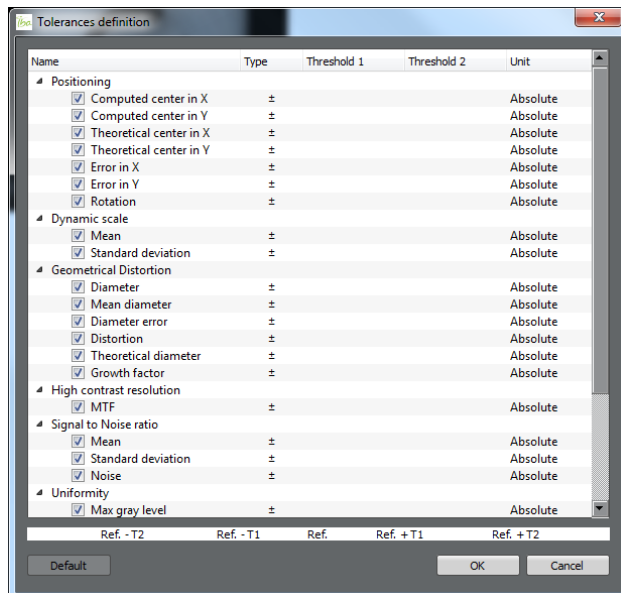 iba Tolerances definition
Name Type Threshold 1 Threshold 2 Unit
Positioning
Computed center in X ± Absolute
Computed center in Y ± Absolute
Theoretical center in X ± Absolute
Theoretical center in Y ± Absolute
Error in X ± Absolute
Error in Y ± Absolute
Rotation ± Absolute
Dynamic scale
Mean ± Absolute
Standard deviation ± Absolute
Geometrical Distortion
Diameter ± Absolute
Mean diameter ± Absolute
Diameter error ± Absolute
Distortion ± Absolute
Theoretical diameter ± Absolute
Growth factor ± Absolute
High contrast resolution
MTF ± Absolute
Signal to Noise ratio
Mean ± Absolute
Standard deviation ± Absolute
Noise ± Absolute
Uniformity
Max gray level ± Absolute
Ref. - T2 Ref. - T1 Ref. Ref. + T1 Ref. + T2
Default OK Cancel